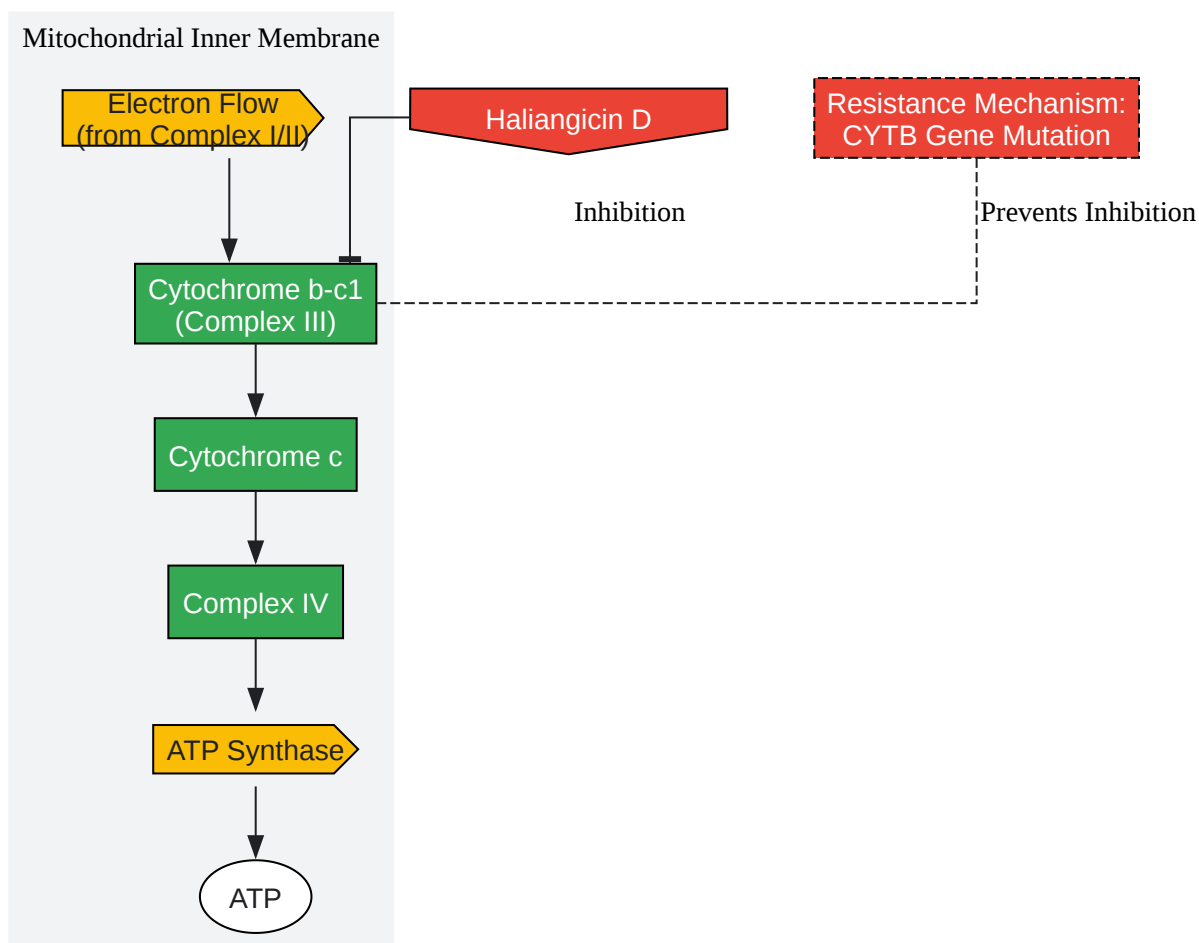 Mitochondrial Inner Membrane
Electron Flow
(from Complex I/II)
Haliangicin D
Resistance Mechanism:
CYTB Gene Mutation
Inhibition
Prevents Inhibition
Cytochrome b-c1
(Complex III)
Cytochrome c
Complex IV
ATP Synthase
ATP